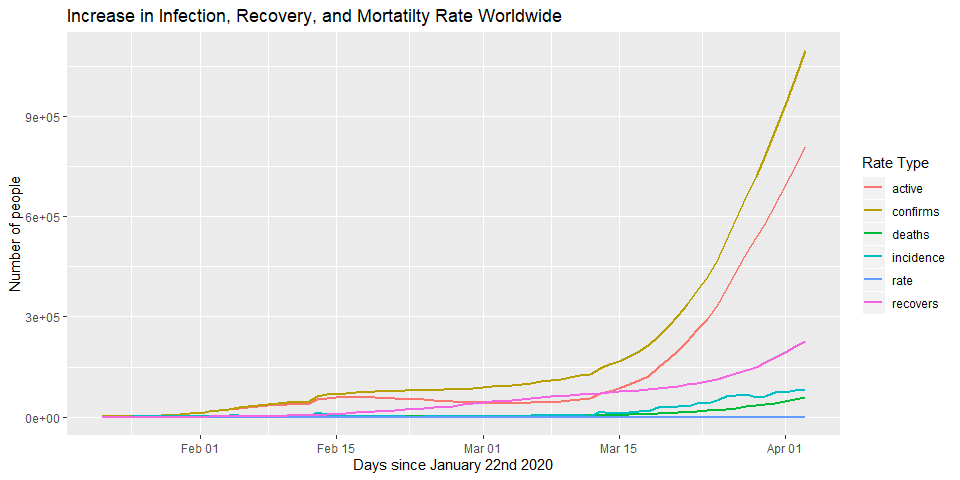 Increase in Infection, Recovery, and Mortatilty Rate Worldwide
Number of people
9e+05
6e+05
3e+05
0e+00
Feb 01
Feb 15
Mar 01
Mar 15
Apr 01
Days since January 22nd 2020
Rate Type
active
confirms
deaths
incidence
rate
recovers